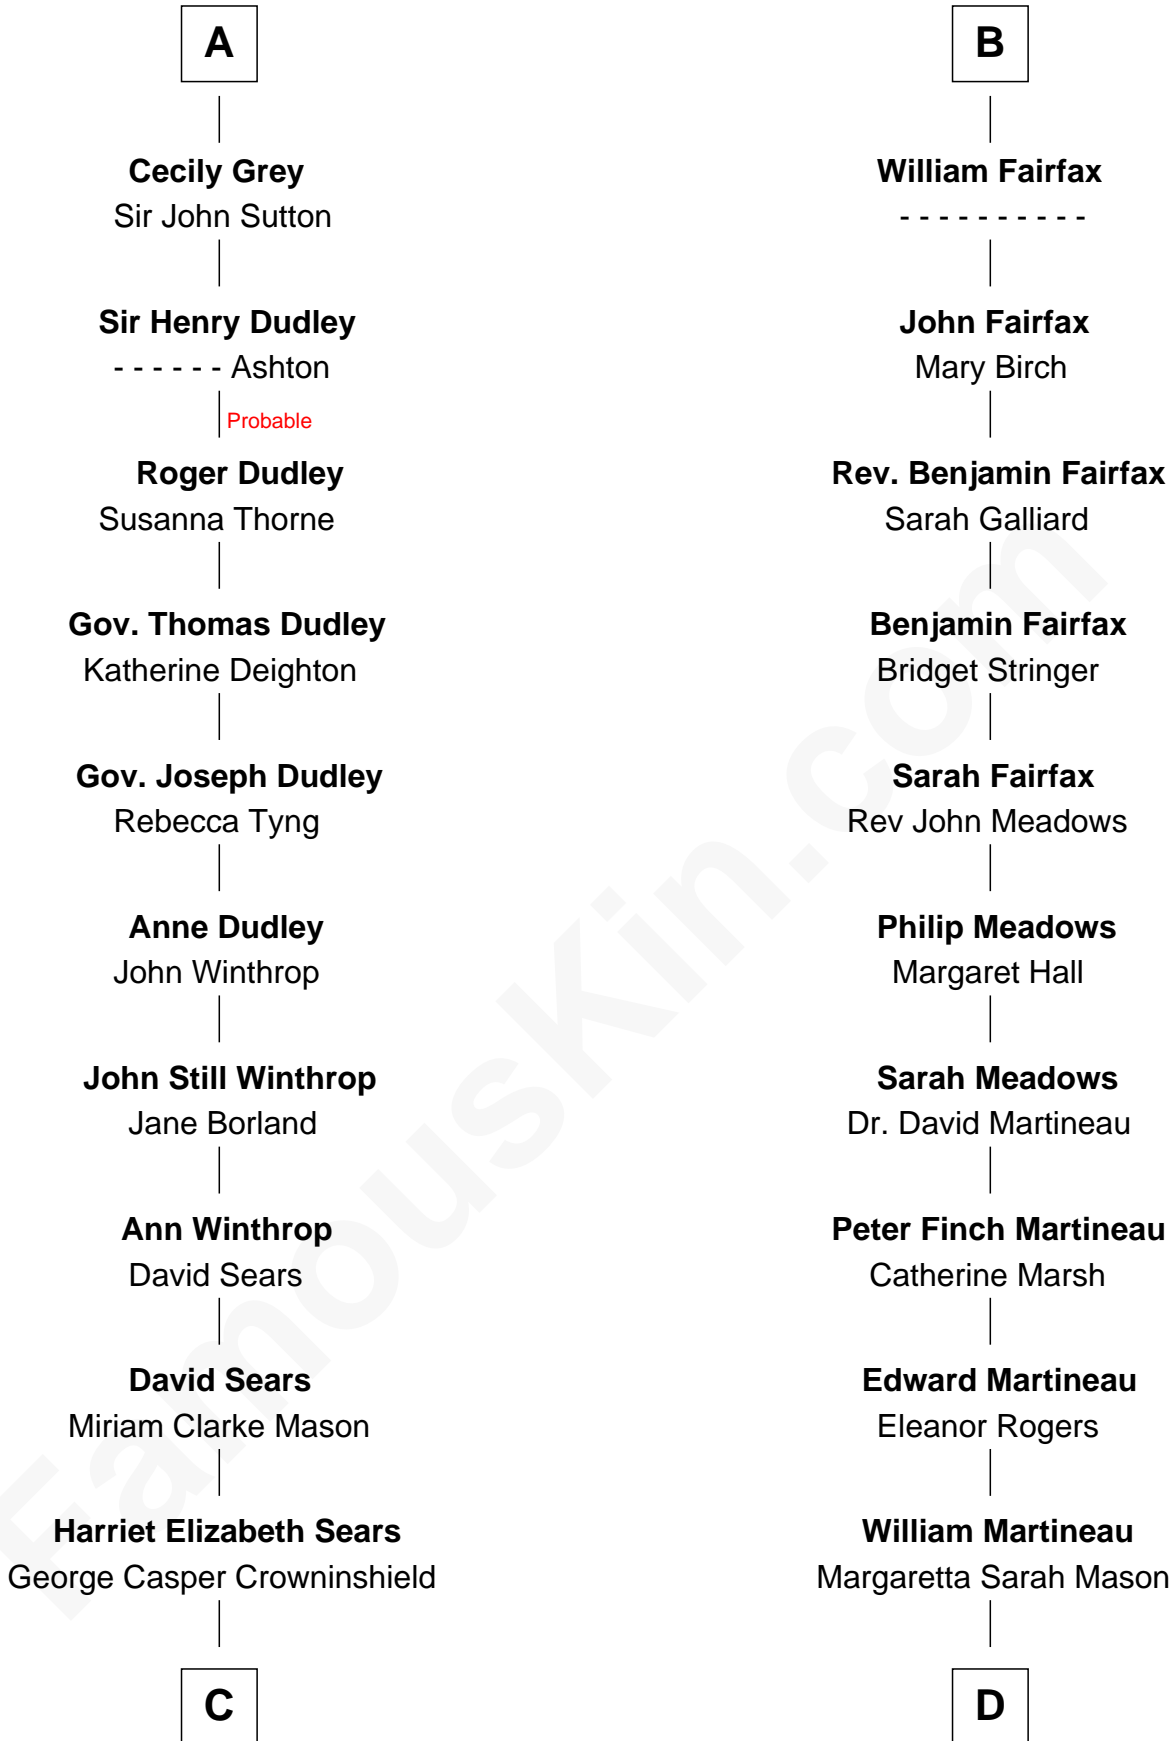 A
Cecily Grey
Sir John Sutton
Sir Henry Dudley
- - - - - - Ashton
Probable
Roger Dudley
Susanna Thorne
Gov. Thomas Dudley
Katherine Deighton
Gov. Joseph Dudley
Rebecca Tyng
Anne Dudley
John Winthrop
John Still Winthrop
Jane Borland
Ann Winthrop
David Sears
David Sears
Miriam Clarke Mason
Harriet Elizabeth Sears
George Casper Crowninshield
C
B
William Fairfax
- - - - - - - - - -
John Fairfax
Mary Birch
Rev. Benjamin Fairfax
Sarah Galliard
Benjamin Fairfax
Bridget Stringer
Sarah Fairfax
Rev John Meadows
Philip Meadows
Margaret Hall
Sarah Meadows
Dr. David Martineau
Peter Finch Martineau
Catherine Marsh
Edward Martineau
Eleanor Rogers
William Martineau
Margaretta Sarah Mason
D
FamousKin.com